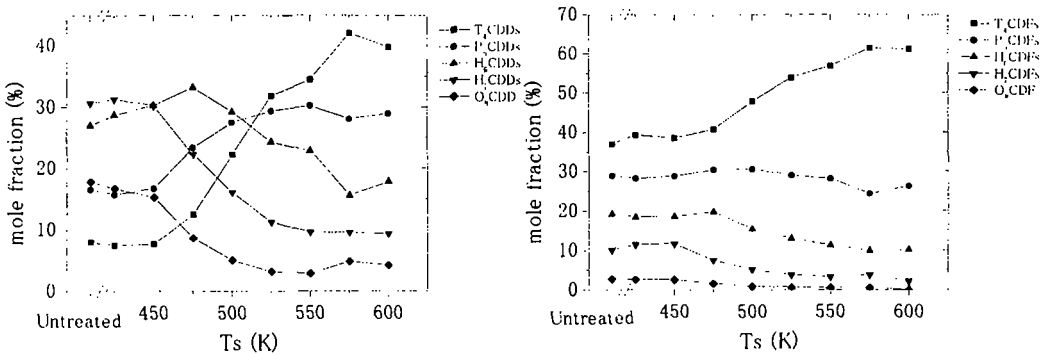 40
30
20
10
0
mole fraction (%)
Untreated
450
500
550
600
Ts (K)
T4CDDs
P5CDDs
H6CDDs
H7CDDs
O8CDD
70
60
50
40
30
20
10
0
mole fraction (%)
Untreated
450
500
550
600
Ts (K)
T4CDFs
P5CDFs
H6CDFs
H7CDFs
O8CDF